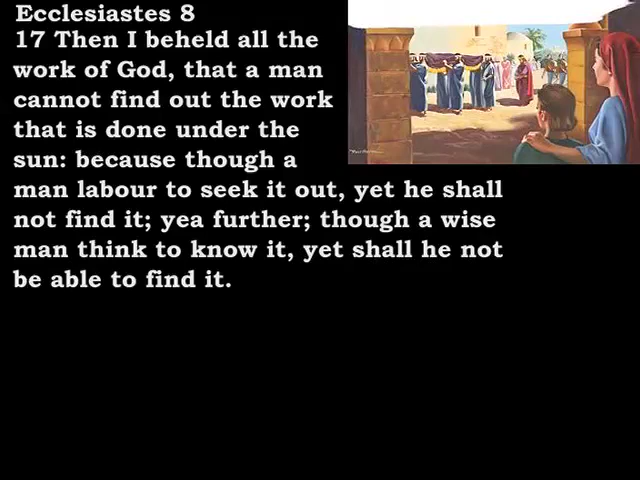 Ecclesiastes 8
17 Then I beheld all the
work of God, that a man
cannot find out the work
that is done under the
sun: because though a
man labour to seek it out, yet he shall
not find it; yea further; though a wise
man think to know it, yet shall he not
be able to find it.